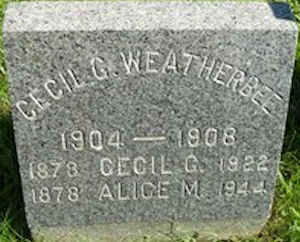 CECIL G. WEATHERBEE
1904 — 1908
1878 CECIL G. 1922
1878 ALICE M. 1944